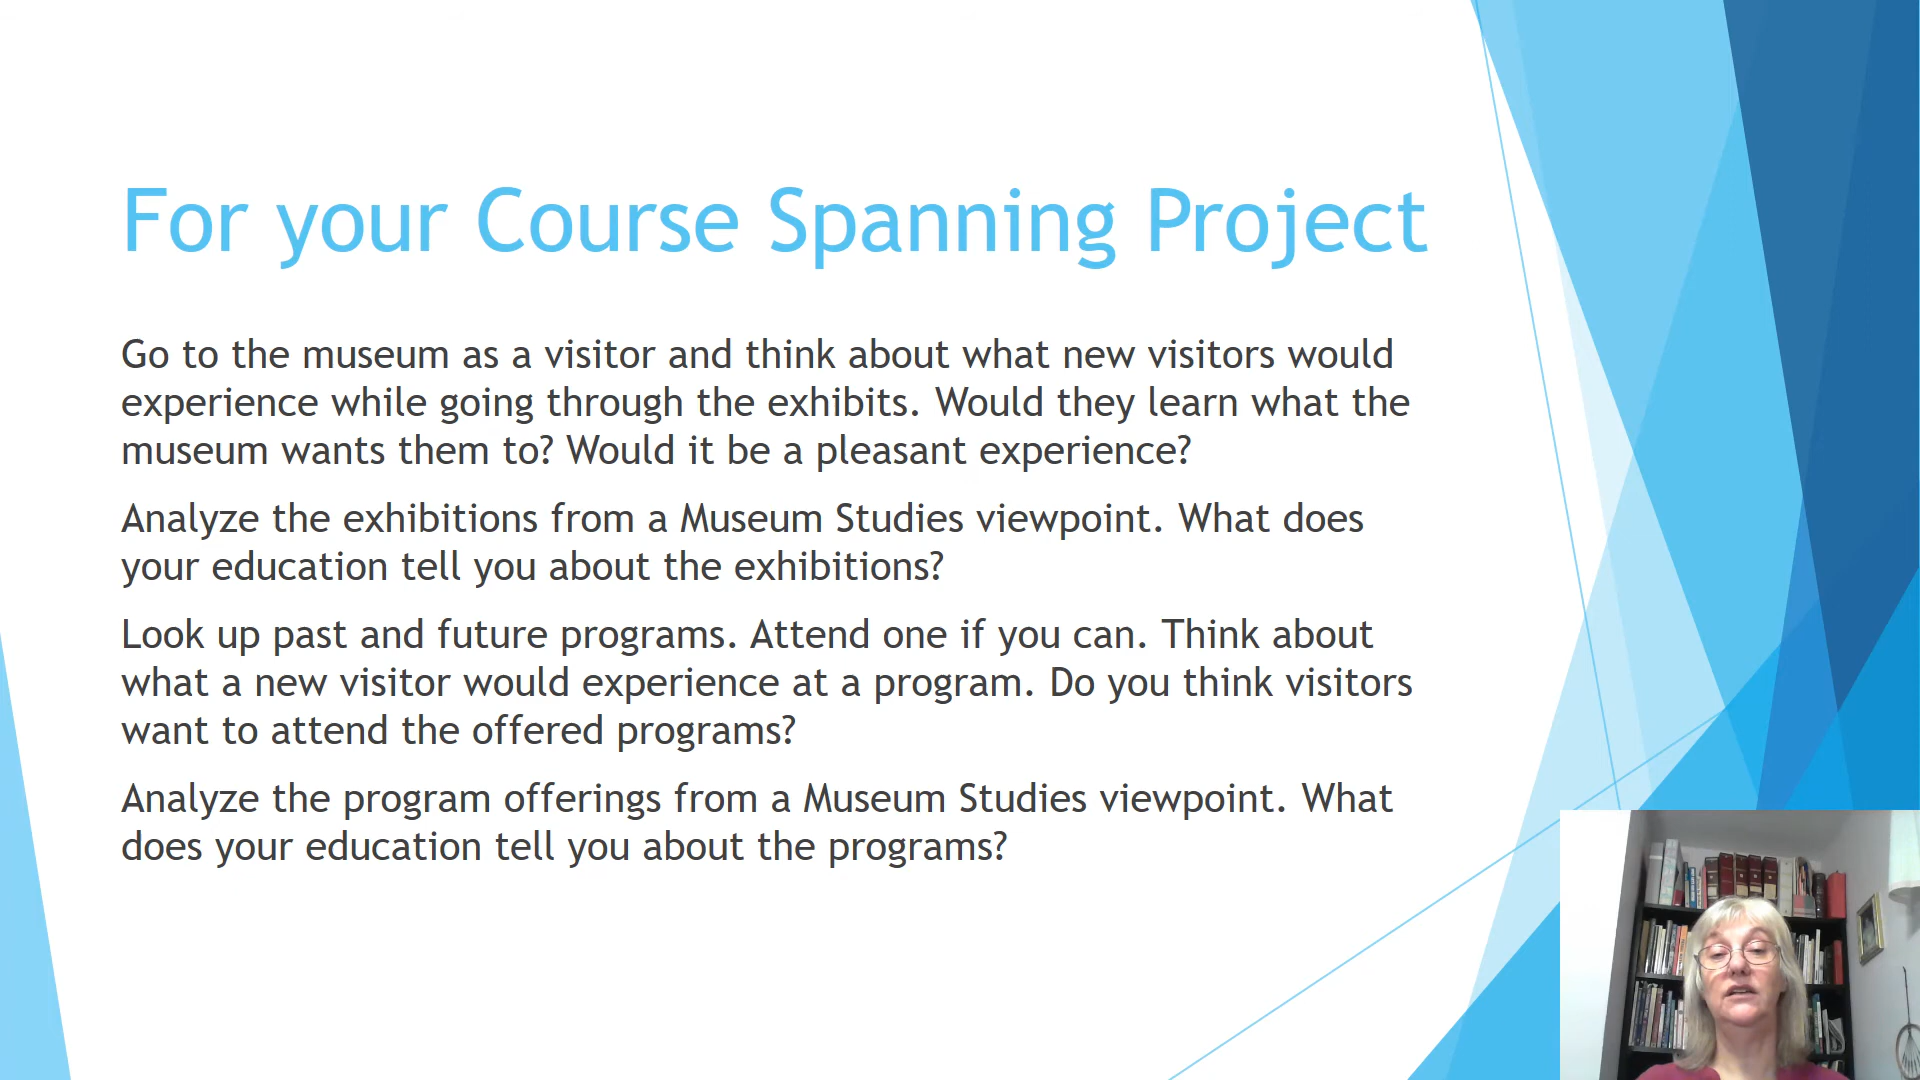 For your Course Spanning Project
Go to the museum as a visitor and think about what new visitors would
experience while going through the exhibits. Would they learn what the
museum wants them to? Would it be a pleasant experience?
Analyze the exhibitions from a Museum Studies viewpoint. What does
your education tell you about the exhibitions?
Look up past and future programs. Attend one if you can. Think about
what a new visitor would experience at a program. Do you think visitors
want to attend the offered programs?
Analyze the program offerings from a Museum Studies viewpoint. What
does your education tell you about the programs?